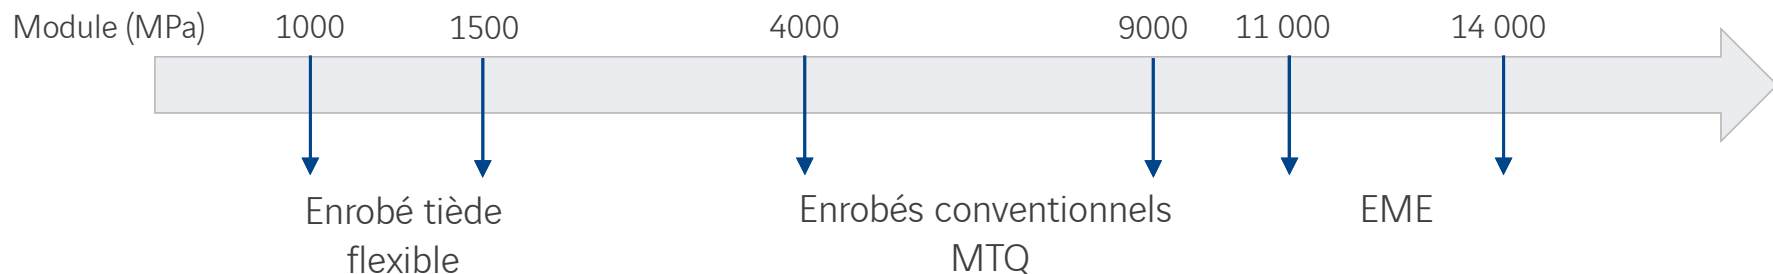 Module (MPa) 1000 1500 4000 9000 11 000 14 000
Enrobé tiède Enrobés conventionnels EME
flexible MTQ